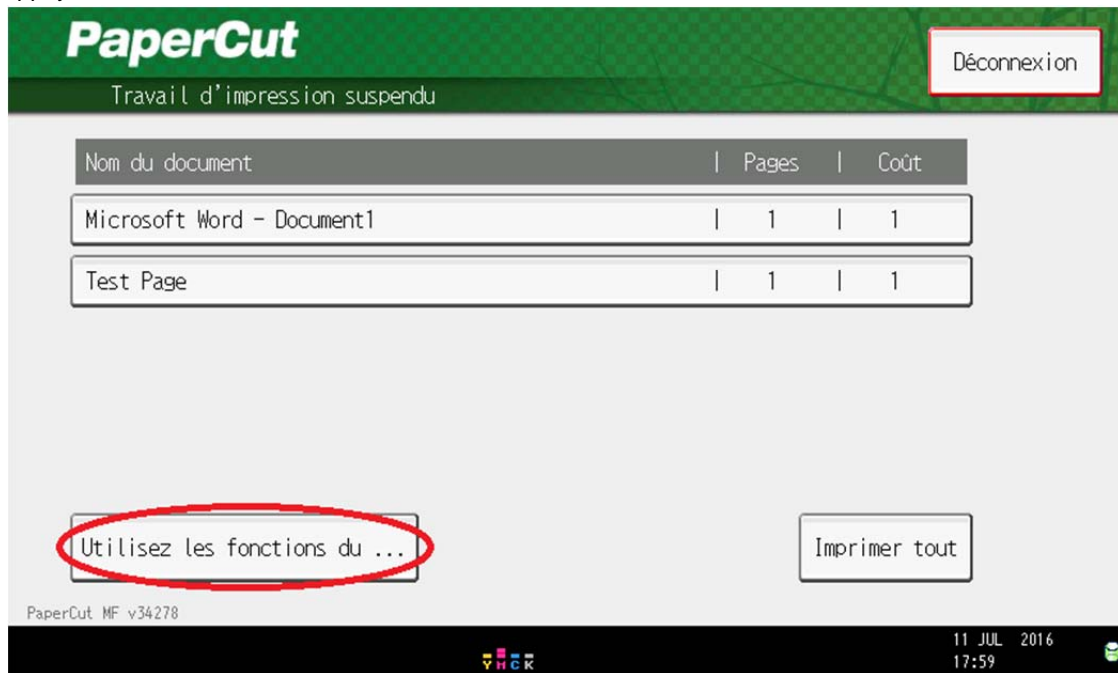 PaperCut
Déconnexion
Travail d'impression suspendu
Nom du document | Pages | Coût
Microsoft Word - Document1 | 1 | 1
Test Page | 1 | 1
Utilisez les fonctions du ...
Imprimer tout
PaperCut MF v34278
11 JUL 2016
Y M C K
17:59